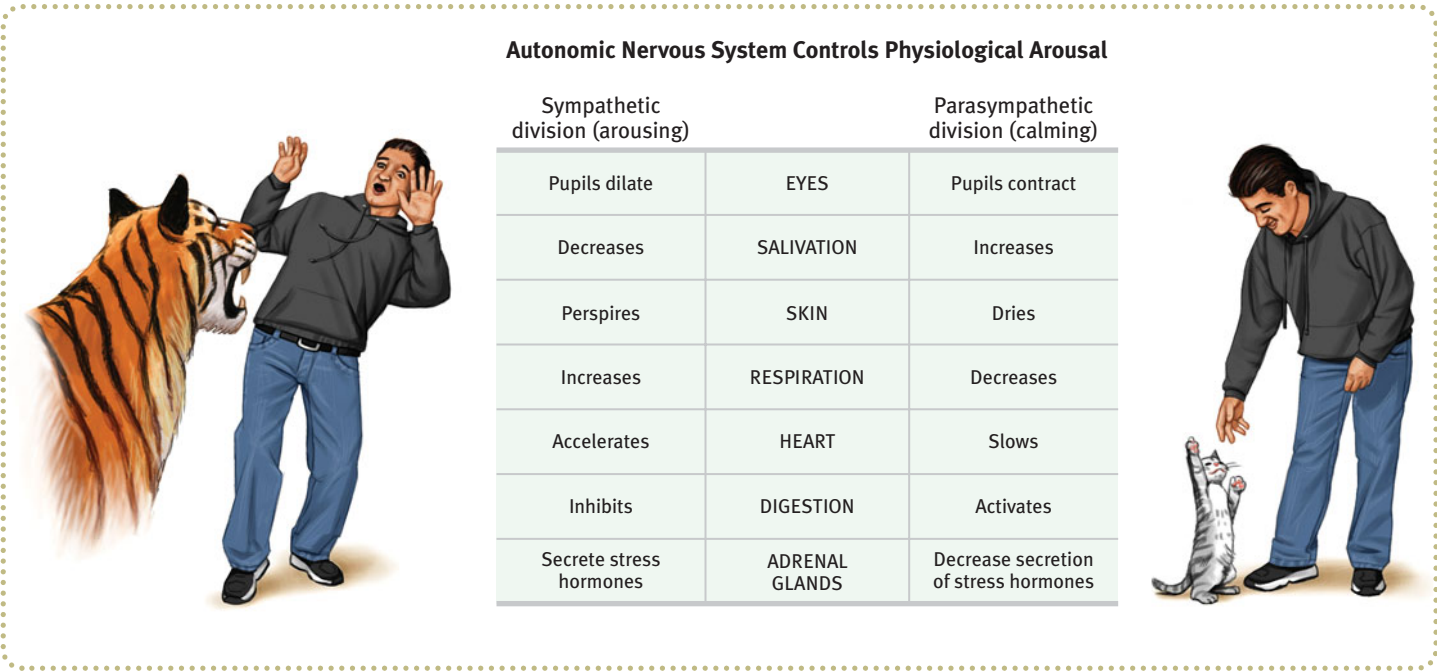 Autonomic Nervous System Controls Physiological Arousal
Sympathetic
division (arousing)
Parasympathetic
division (calming)
Pupils dilate EYES Pupils contract
Decreases SALIVATION Increases
Perspires SKIN Dries
Increases RESPIRATION Decreases
Accelerates HEART Slows
Inhibits DIGESTION Activates
Secrete stress
hormones
ADRENAL
GLANDS
Decrease secretion
of stress hormones